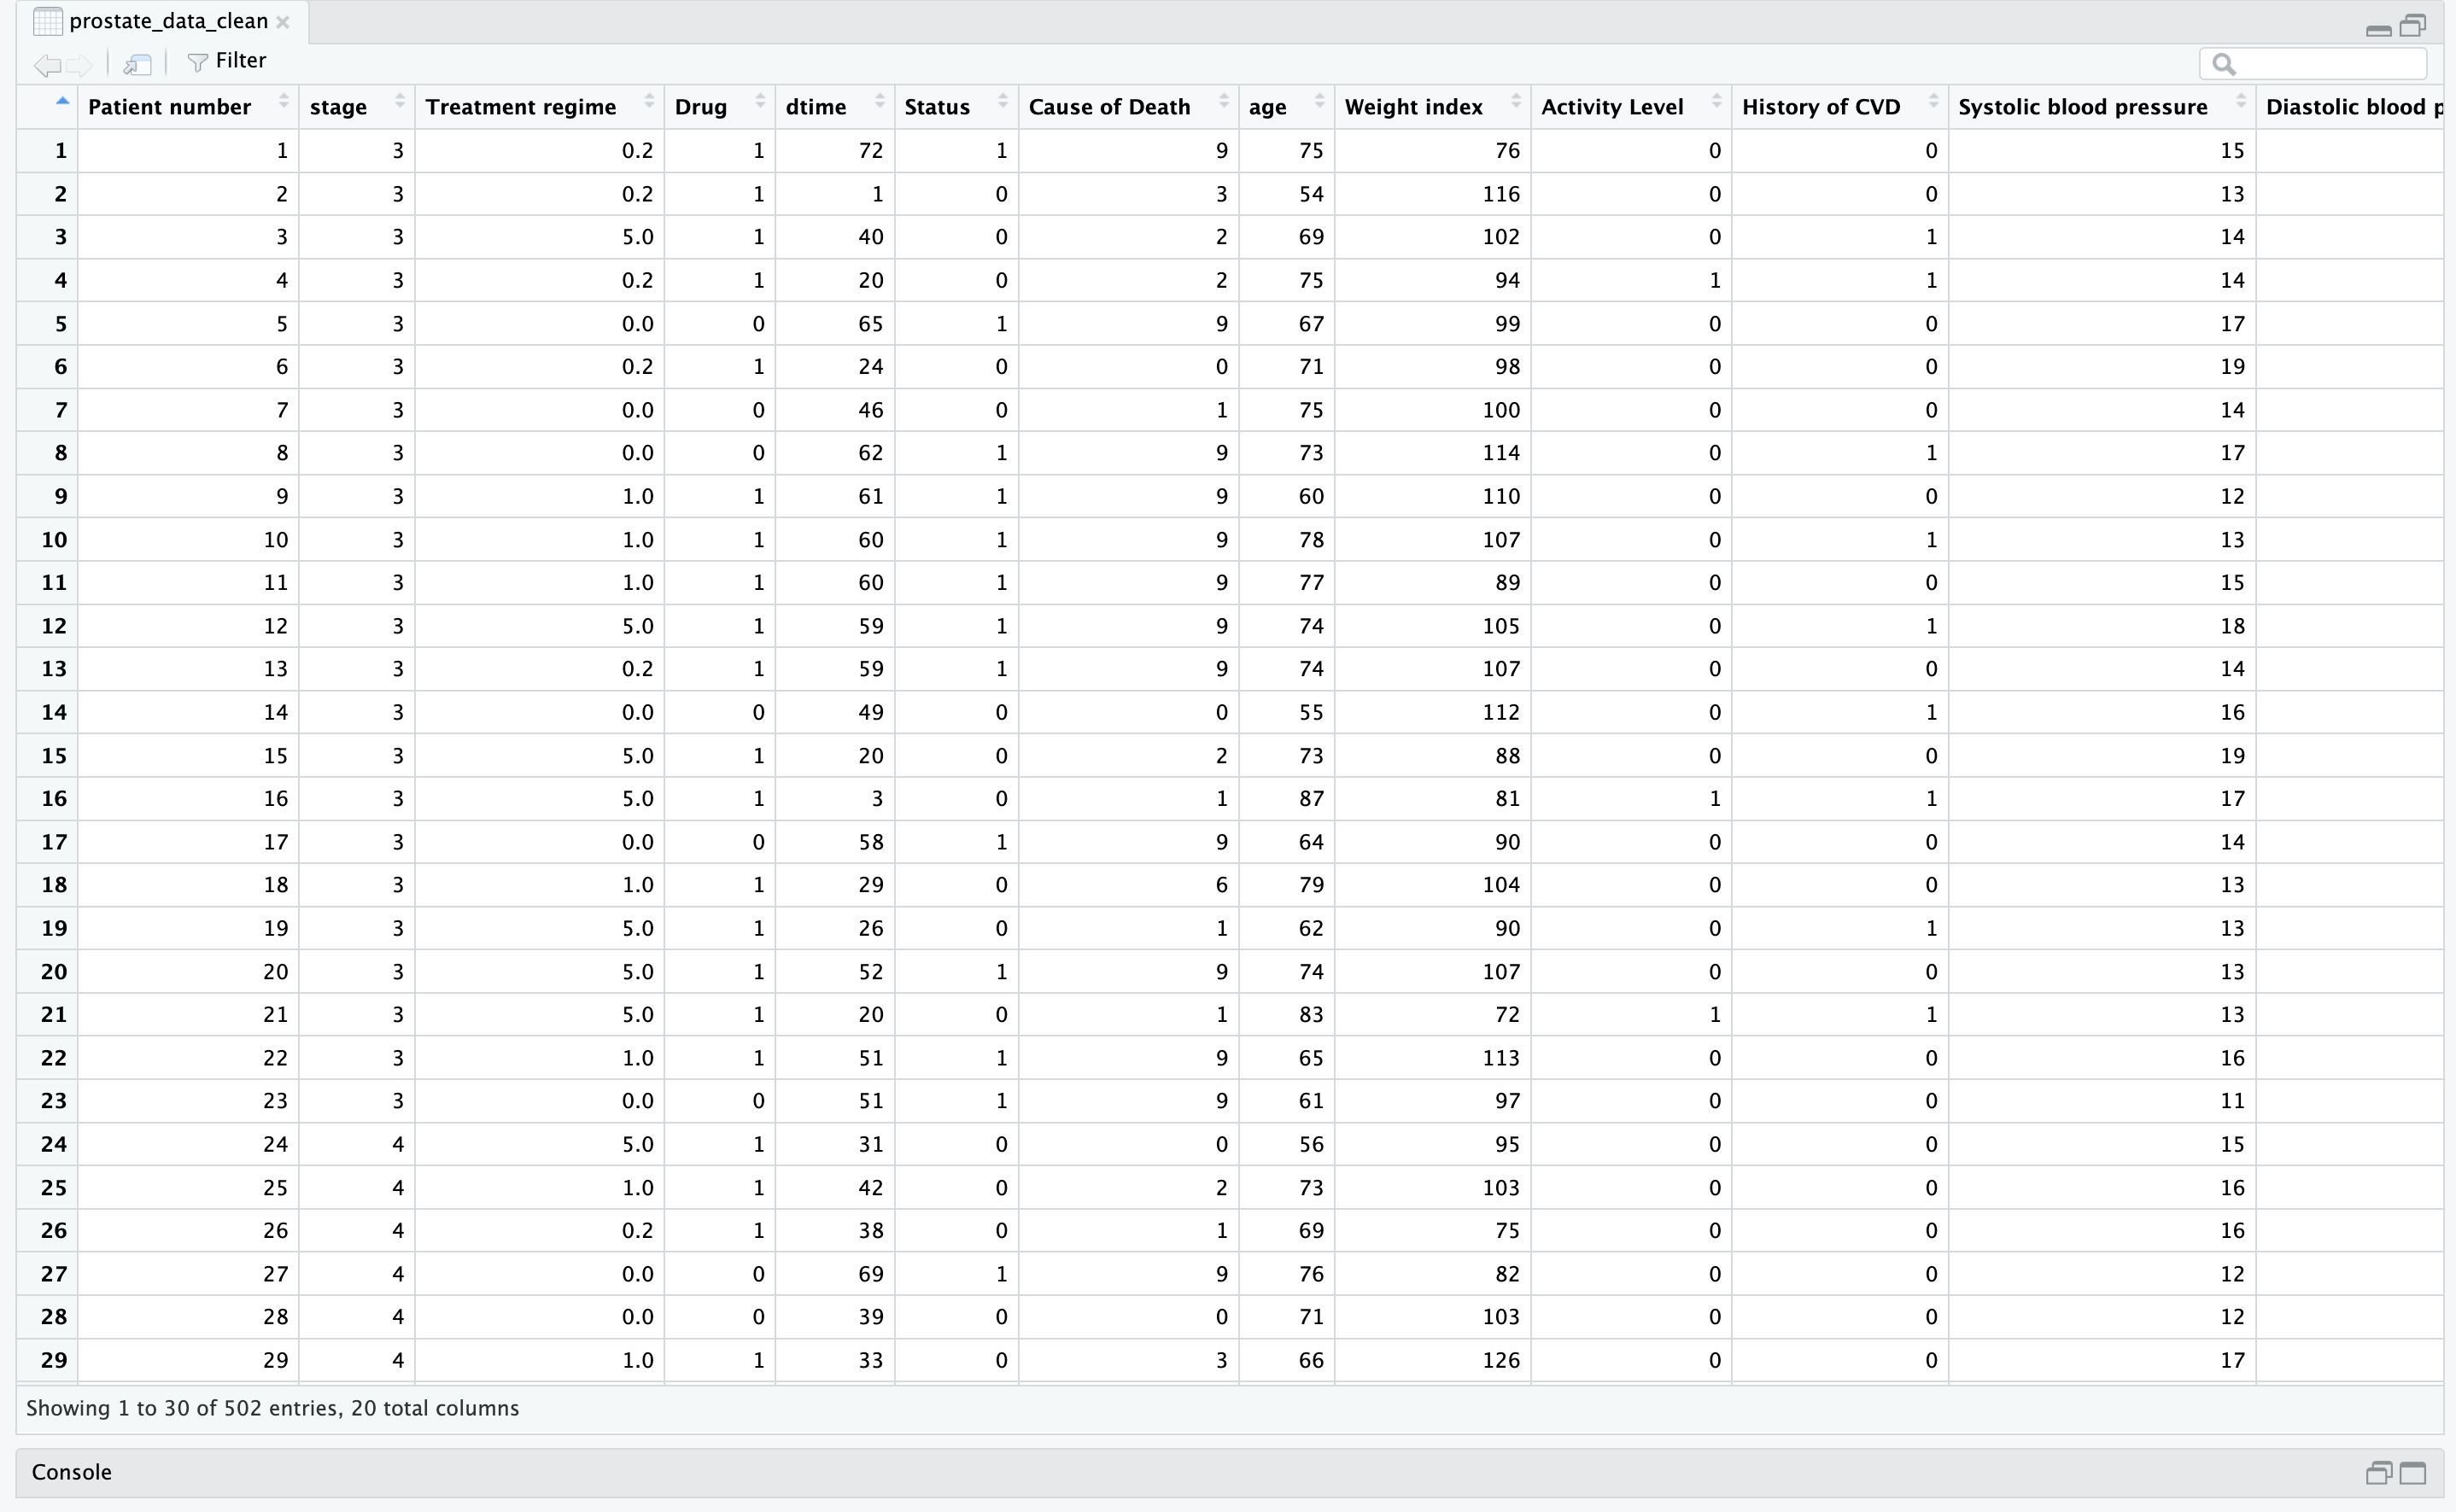 prostate_data_clean
Filter
Patient number stage Treatment regime Drug dtime Status Cause of Death age Weight index Activity Level History of CVD Systolic blood pressure Diastolic blood p
1 1 3 0.2 1 72 1 9 75 76 0 0 15
2 2 3 0.2 1 1 0 3 54 116 0 0 13
3 3 3 5.0 1 40 0 2 69 102 0 1 14
4 4 3 0.2 1 20 0 2 75 94 1 1 14
5 5 3 0.0 0 65 1 9 67 99 0 0 17
6 6 3 0.2 1 24 0 0 71 98 0 0 19
7 7 3 0.0 0 46 0 1 75 100 0 0 14
8 8 3 0.0 0 62 1 9 73 114 0 1 17
9 9 3 1.0 1 61 1 9 60 110 0 0 12
10 10 3 1.0 1 60 1 9 78 107 0 1 13
11 11 3 1.0 1 60 1 9 77 89 0 0 15
12 12 3 5.0 1 59 1 9 74 105 0 1 18
13 13 3 0.2 1 59 1 9 74 107 0 0 14
14 14 3 0.0 0 49 0 0 55 112 0 1 16
15 15 3 5.0 1 20 0 2 73 88 0 0 19
16 16 3 5.0 1 3 0 1 87 81 1 1 17
17 17 3 0.0 0 58 1 9 64 90 0 0 14
18 18 3 1.0 1 29 0 6 79 104 0 0 13
19 19 3 5.0 1 26 0 1 62 90 0 1 13
20 20 3 5.0 1 52 1 9 74 107 0 0 13
21 21 3 5.0 1 20 0 1 83 72 1 1 13
22 22 3 1.0 1 51 1 9 65 113 0 0 16
23 23 3 0.0 0 51 1 9 61 97 0 0 11
24 24 4 5.0 1 31 0 0 56 95 0 0 15
25 25 4 1.0 1 42 0 2 73 103 0 0 16
26 26 4 0.2 1 38 0 1 69 75 0 0 16
27 27 4 0.0 0 69 1 9 76 82 0 0 12
28 28 4 0.0 0 39 0 0 71 103 0 0 12
29 29 4 1.0 1 33 0 3 66 126 0 0 17
Showing 1 to 30 of 502 entries, 20 total columns
Console